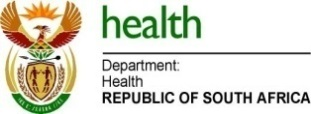 health
Department:
Health
REPUBLIC OF SOUTH AFRICA